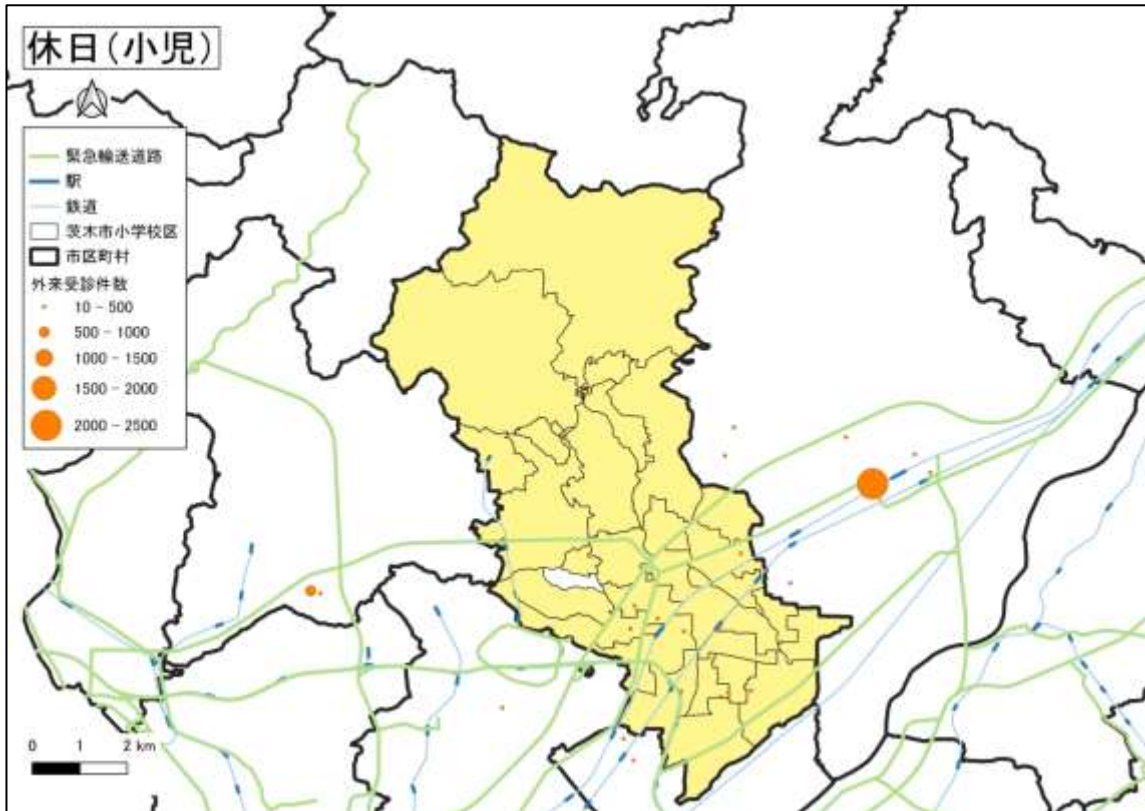 休日(小児)
緊急輸送道路
駅
鉄道
茨木市小学校区
市区町村
外来受診件数
10 - 500
500 - 1000
1000 - 1500
1500 - 2000
2000 - 2500
0 1 2 km